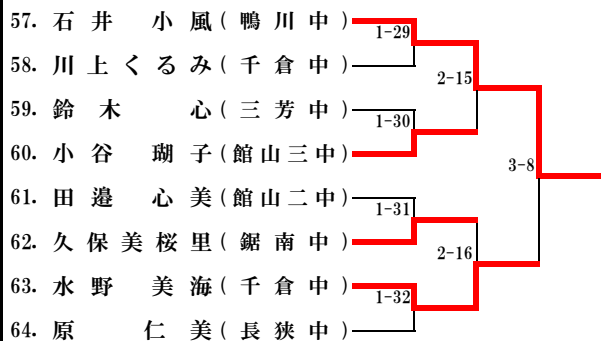 57. 石井 小風(鴨川中)
1-29
58. 川上くるみ(千倉中)
2-15
59. 鈴木 心(三芳中)
1-30
60. 小谷 瑚子(館山三中)
3-8
61. 田邉 心美(館山二中)
1-31
62. 久保美桜里(鋸南中)
2-16
63. 水野 美海(千倉中)
1-32
64. 原 仁美(長狭中)